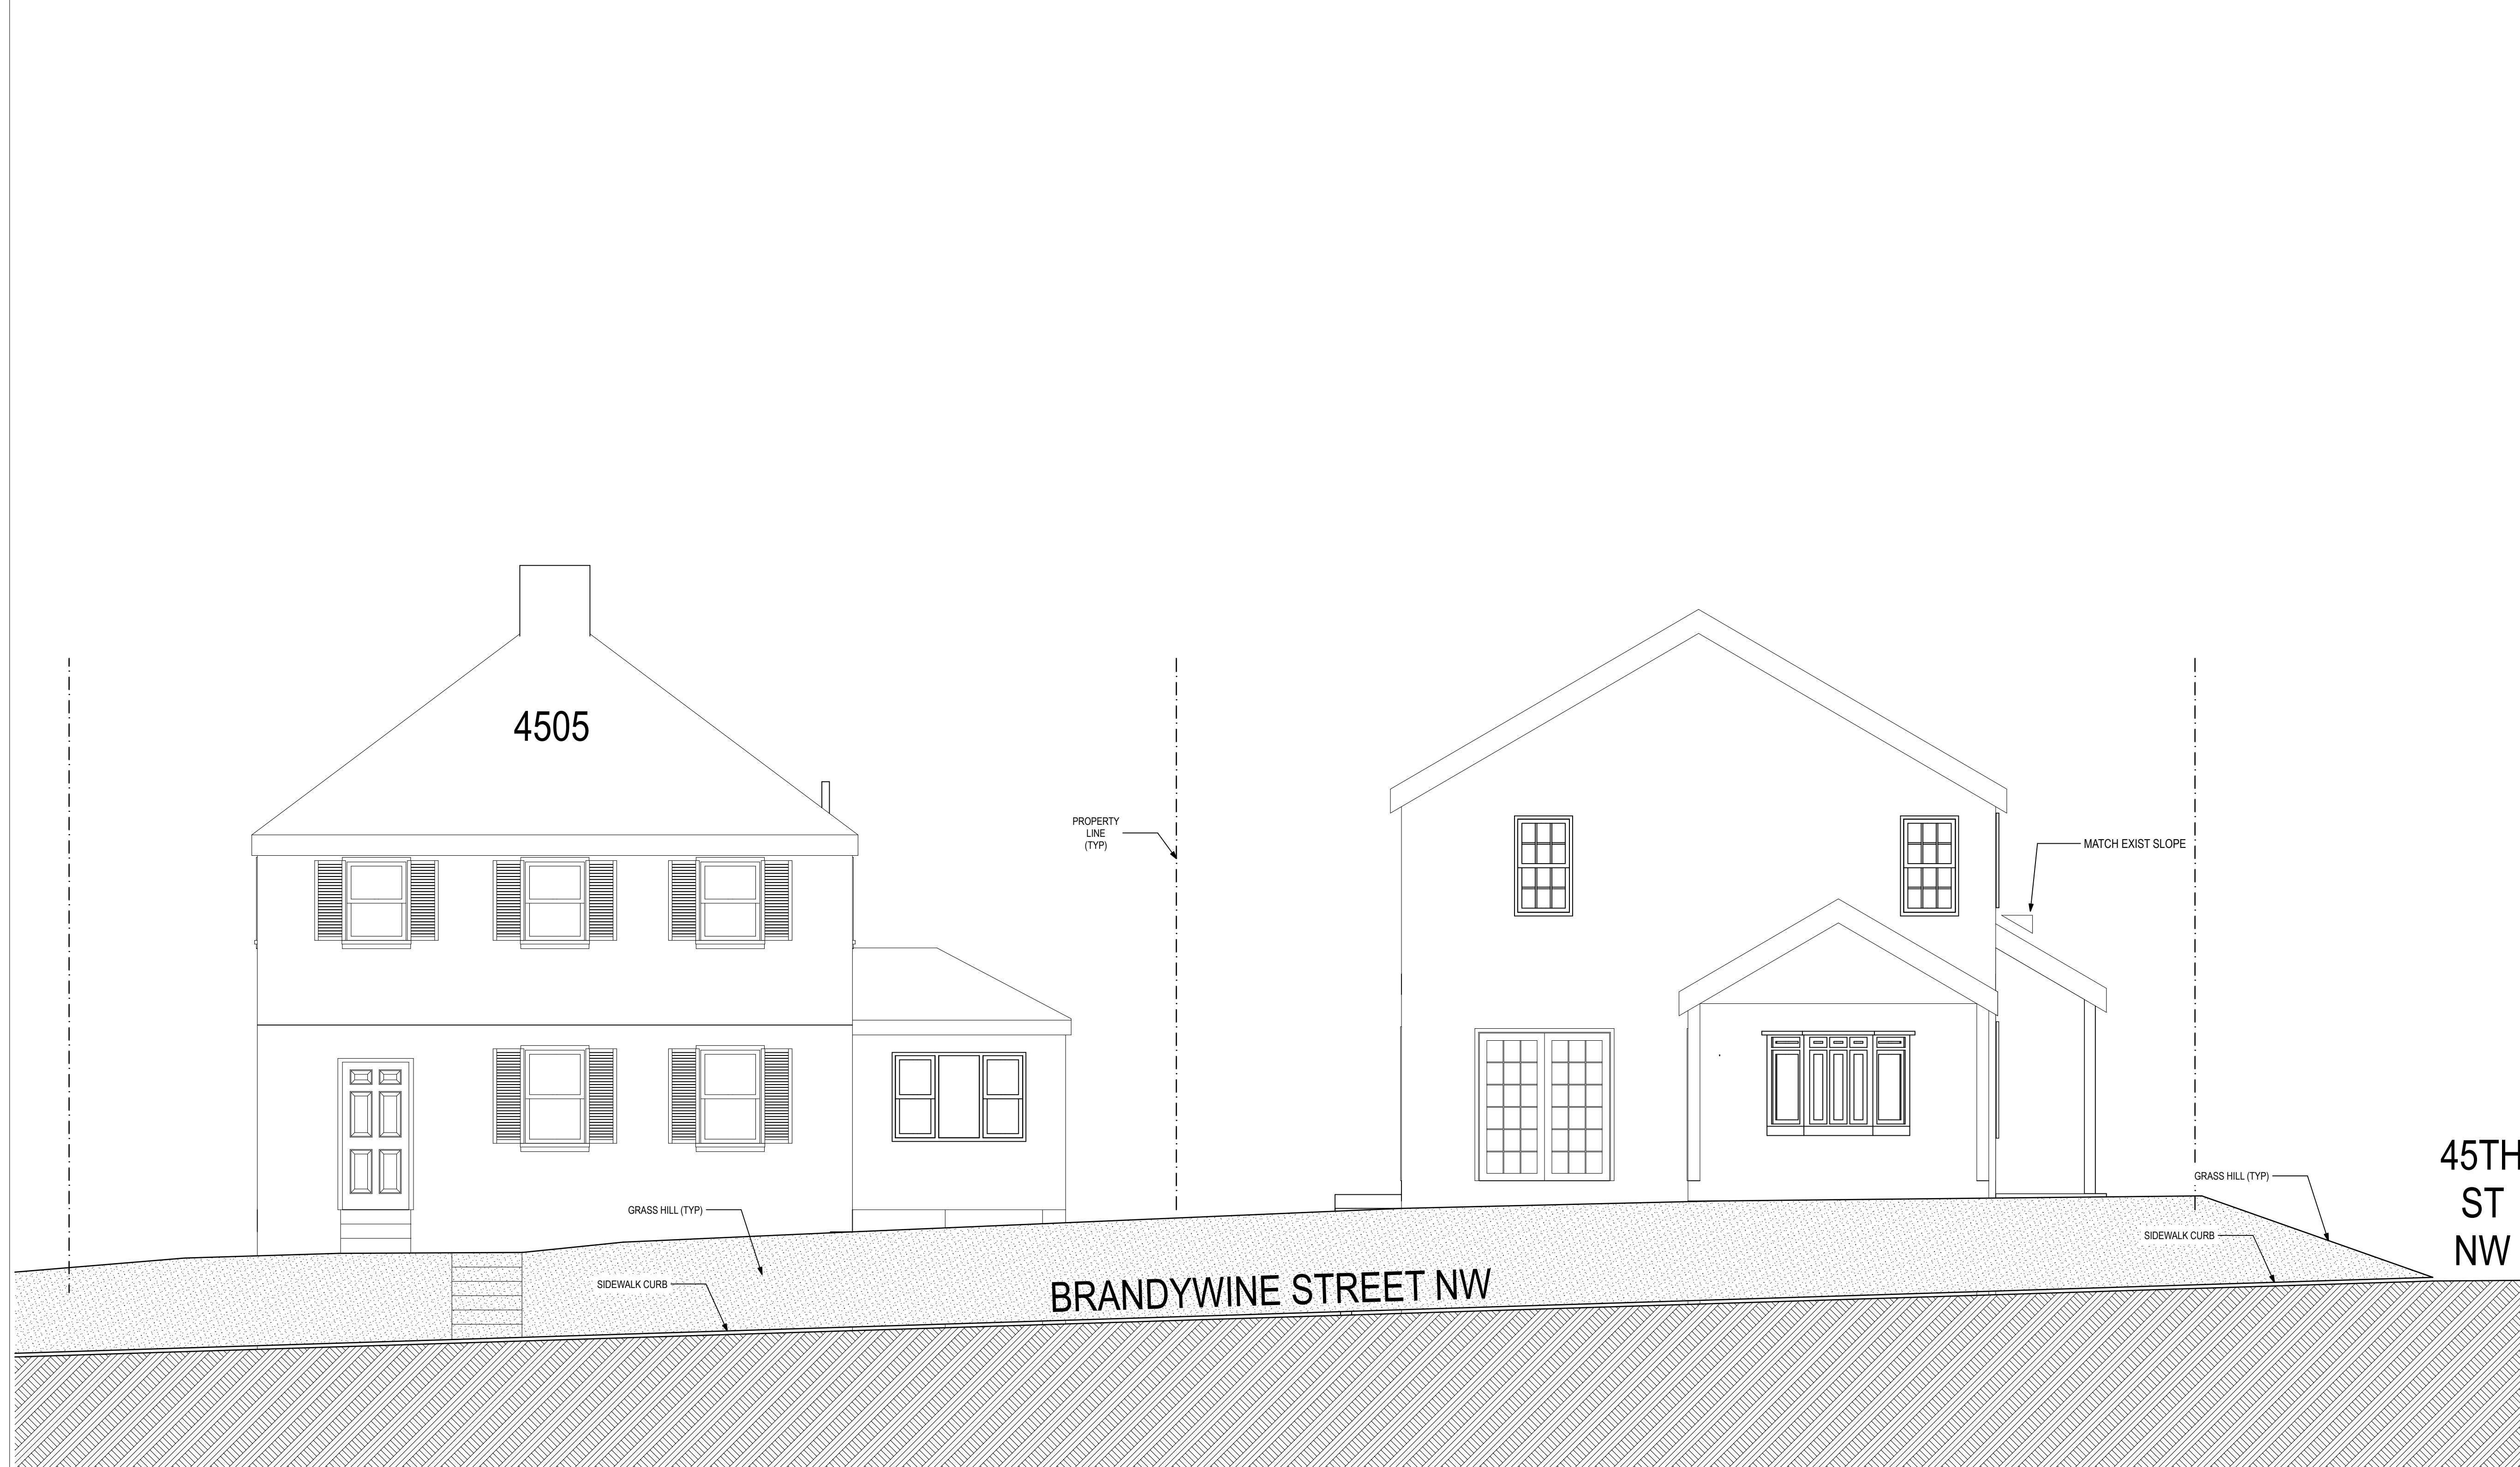 4505
PROPERTY
LINE
(TYP)
MATCH EXIST SLOPE
45TH
ST
NW
GRASS HILL (TYP)
GRASS HILL (TYP)
SIDEWALK CURB
SIDEWALK CURB
BRANDYWINE STREET NW